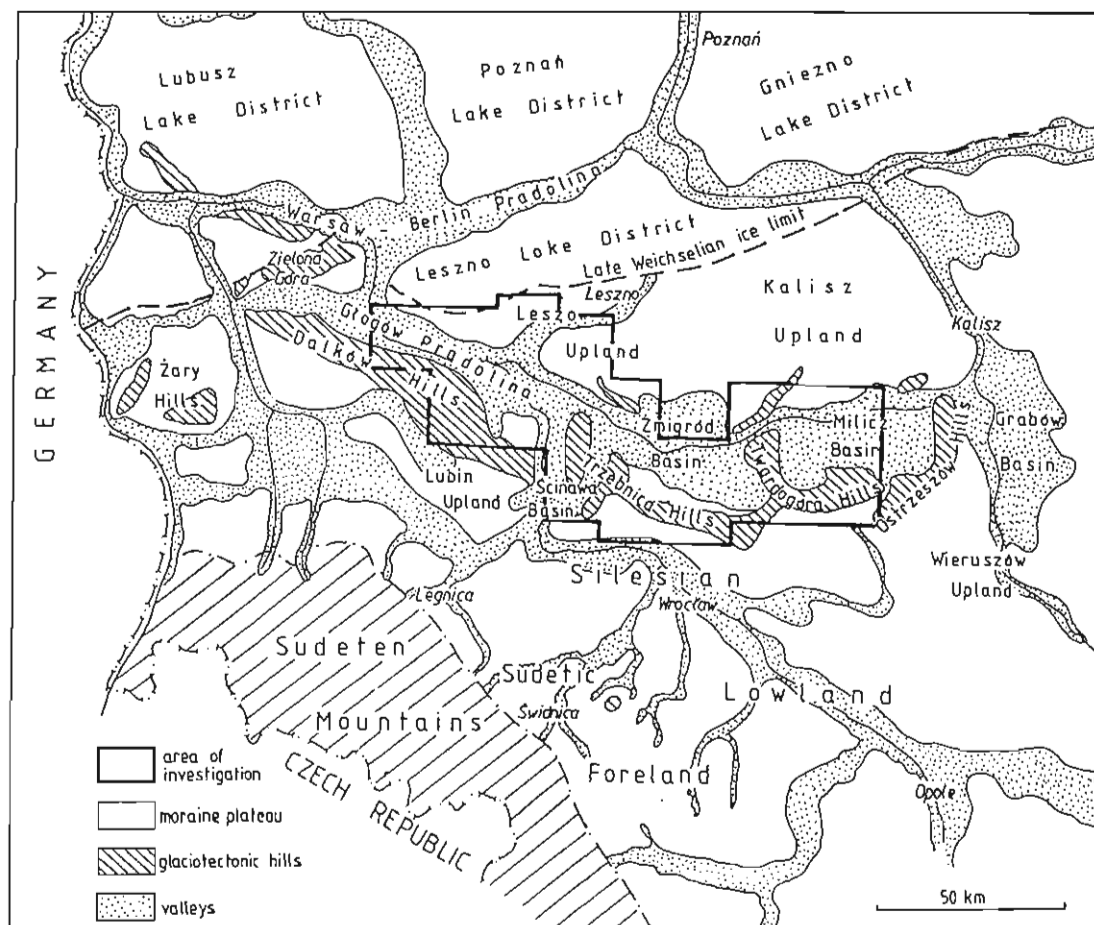 Poznań
Lubusz
Lake District
Poznań
Lake District
Gniezno
Lake District
Warsaw - Berlin Pradolina
Zielona
Góra
Leszno Lake District
Late Weichselian ice limit
Leszno
Kalisz
Upland
Kalisz
GERMANY
Głogów Pradolina
Leszno
Upland
Dalków
Hills
Żary
Hills
Żmigród
Basin
Milicz
Basin
Grabów
Basin
Lubin
Upland
Ścinawa
Basin
Trzebnica Hills
Twardogóra Hills
Ostrzeszów Hills
Wieruszów
Upland
Silesian
Legnica
Wrocław
Sudeten
Mountains
Sudetic
Świdnica
Lowland
Foreland
CZECH REPUBLIC
Opole
area of
investigation
moraine plateau
glaciotectonic hills
valleys
50 km